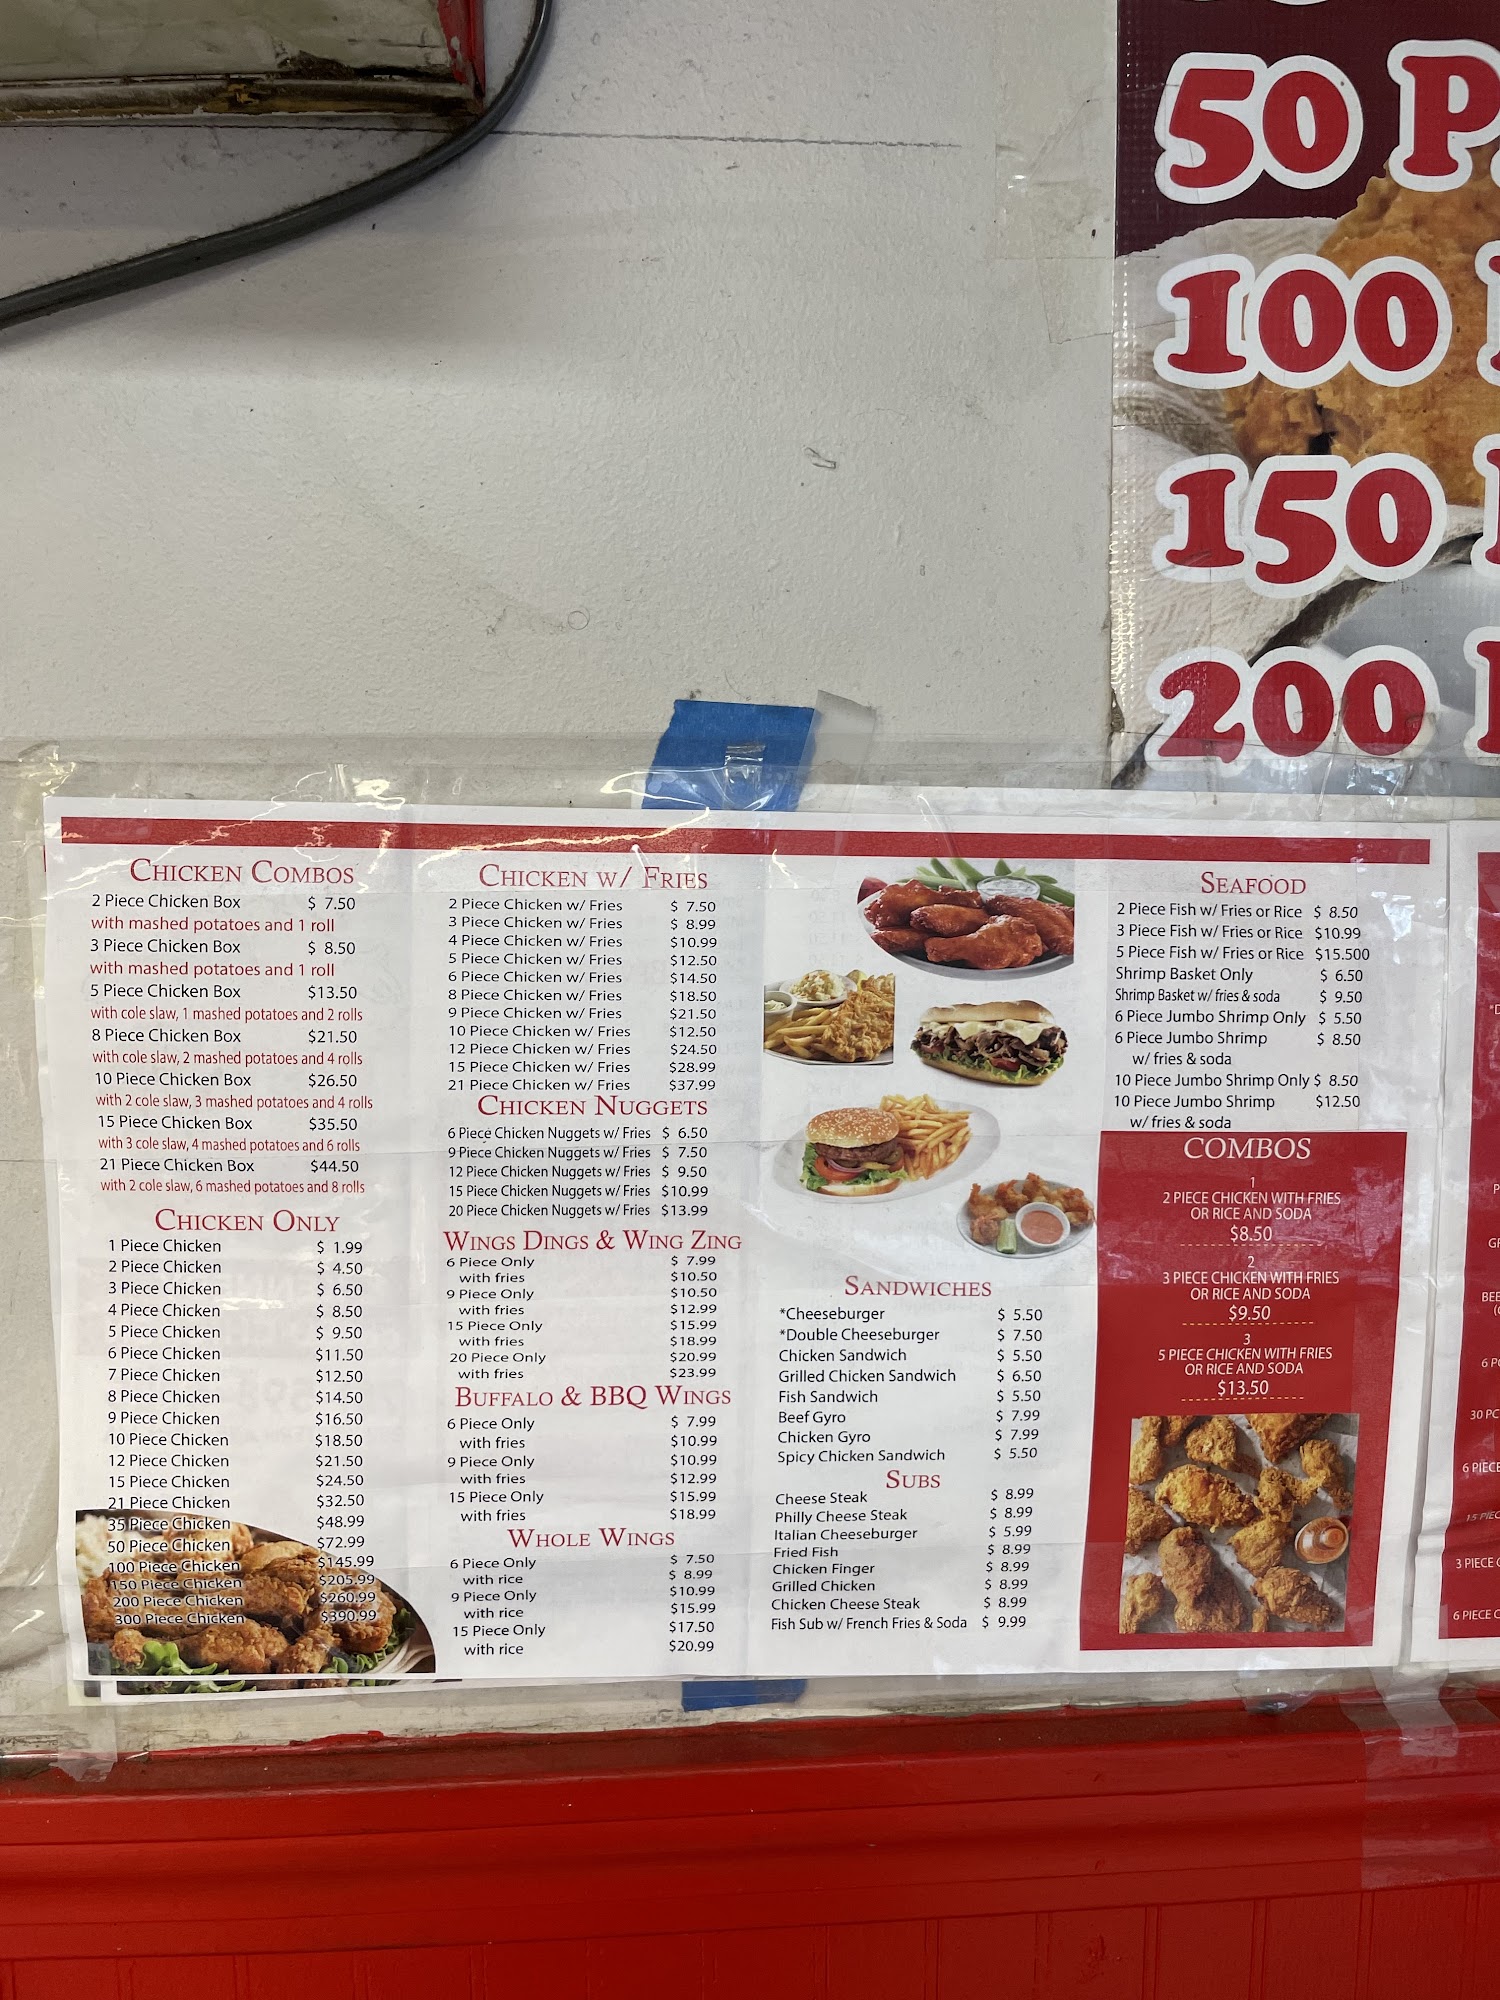 50 P
100
150
200
CHICKEN COMBOS
2 Piece Chicken Box $ 7.50
with mashed potatoes and 1 roll
3 Piece Chicken Box $ 8.50
with mashed potatoes and 1 roll
5 Piece Chicken Box $13.50
with cole slaw, 1 mashed potatoes and 2 rolls
8 Piece Chicken Box $21.50
with cole slaw, 2 mashed potatoes and 4 rolls
10 Piece Chicken Box $26.50
with 2 cole slaw, 3 mashed potatoes and 4 rolls
15 Piece Chicken Box $35.50
with 3 cole slaw, 4 mashed potatoes and 6 rolls
21 Piece Chicken Box $44.50
with 2 cole slaw, 6 mashed potatoes and 8 rolls
CHICKEN ONLY
1 Piece Chicken $ 1.99
2 Piece Chicken $ 4.50
3 Piece Chicken $ 6.50
4 Piece Chicken $ 8.50
5 Piece Chicken $ 9.50
6 Piece Chicken $11.50
7 Piece Chicken $12.50
8 Piece Chicken $14.50
9 Piece Chicken $16.50
10 Piece Chicken $18.50
12 Piece Chicken $21.50
15 Piece Chicken $24.50
21 Piece Chicken $32.50
35 Piece Chicken $48.99
50 Piece Chicken $72.99
100 Piece Chicken $145.99
150 Piece Chicken $205.99
200 Piece Chicken $260.99
300 Piece Chicken $390.99
CHICKEN W/ FRIES
2 Piece Chicken w/ Fries $ 7.50
3 Piece Chicken w/ Fries $ 8.99
4 Piece Chicken w/ Fries $10.99
5 Piece Chicken w/ Fries $12.50
6 Piece Chicken w/ Fries $14.50
8 Piece Chicken w/ Fries $18.50
9 Piece Chicken w/ Fries $21.50
10 Piece Chicken w/ Fries $12.50
12 Piece Chicken w/ Fries $24.50
15 Piece Chicken w/ Fries $28.99
21 Piece Chicken w/ Fries $37.99
CHICKEN NUGGETS
6 Piece Chicken Nuggets w/ Fries $ 6.50
9 Piece Chicken Nuggets w/ Fries $ 7.50
12 Piece Chicken Nuggets w/ Fries $ 9.50
15 Piece Chicken Nuggets w/ Fries $10.99
20 Piece Chicken Nuggets w/ Fries $13.99
WINGS DINGS & WING ZING
6 Piece Only $ 7.99
with fries $10.50
9 Piece Only $10.50
with fries $12.99
15 Piece Only $15.99
with fries $18.99
20 Piece Only $20.99
with fries $23.99
BUFFALO & BBQ WINGS
6 Piece Only $ 7.99
with fries $10.99
9 Piece Only $10.99
with fries $12.99
15 Piece Only $15.99
with fries $18.99
WHOLE WINGS
6 Piece Only $ 7.50
with rice $ 8.99
9 Piece Only $10.99
with rice $15.99
15 Piece Only $17.50
with rice $20.99
SANDWICHES
*Cheeseburger $ 5.50
*Double Cheeseburger $ 7.50
Chicken Sandwich $ 5.50
Grilled Chicken Sandwich $ 6.50
Fish Sandwich $ 5.50
Beef Gyro $ 7.99
Chicken Gyro $ 7.99
Spicy Chicken Sandwich $ 5.50
SUBS
Cheese Steak $ 8.99
Philly Cheese Steak $ 8.99
Italian Cheeseburger $ 5.99
Fried Fish $ 8.99
Chicken Finger $ 8.99
Grilled Chicken $ 8.99
Chicken Cheese Steak $ 8.99
Fish Sub w/ French Fries & Soda $ 9.99
SEAFOOD
2 Piece Fish w/ Fries or Rice $ 8.50
3 Piece Fish w/ Fries or Rice $10.99
5 Piece Fish w/ Fries or Rice $15.500
Shrimp Basket Only $ 6.50
Shrimp Basket w/ fries & soda $ 9.50
6 Piece Jumbo Shrimp Only $ 5.50
6 Piece Jumbo Shrimp $ 8.50
w/ fries & soda
10 Piece Jumbo Shrimp Only $ 8.50
10 Piece Jumbo Shrimp $12.50
w/ fries & soda
COMBOS
1
2 PIECE CHICKEN WITH FRIES
OR RICE AND SODA
$8.50
2
3 PIECE CHICKEN WITH FRIES
OR RICE AND SODA
$9.50
3
5 PIECE CHICKEN WITH FRIES
OR RICE AND SODA
$13.50
*D
P
GR
BEE
6 PC
30 PC
6 PIECE
15 PIEC
3 PIECE C
6 PIECE C